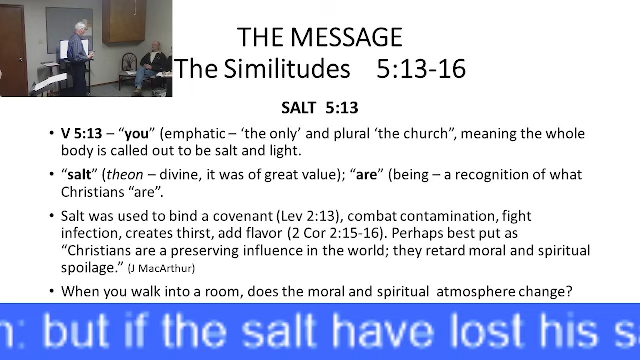 THE MESSAGE
The Similitudes 5:13-16
SALT 5:13
• V 5:13 – “you” (emphatic – ‘the only’ and plural ‘the church”, meaning the whole
body is called out to be salt and light.
• “salt” (theon – divine, it was of great value); “are” (being – a recognition of what
Christians “are”.
• Salt was used to bind a covenant (Lev 2:13), combat contamination, fight
infection, creates thirst, add flavor (2 Cor 2:15-16). Perhaps best put as
“Christians are a preserving influence in the world; they retard moral and spiritual
spoilage.” (J MacArthur)
• When you walk into a room, does the moral and spiritual atmosphere change?
: but if the salt have lost his